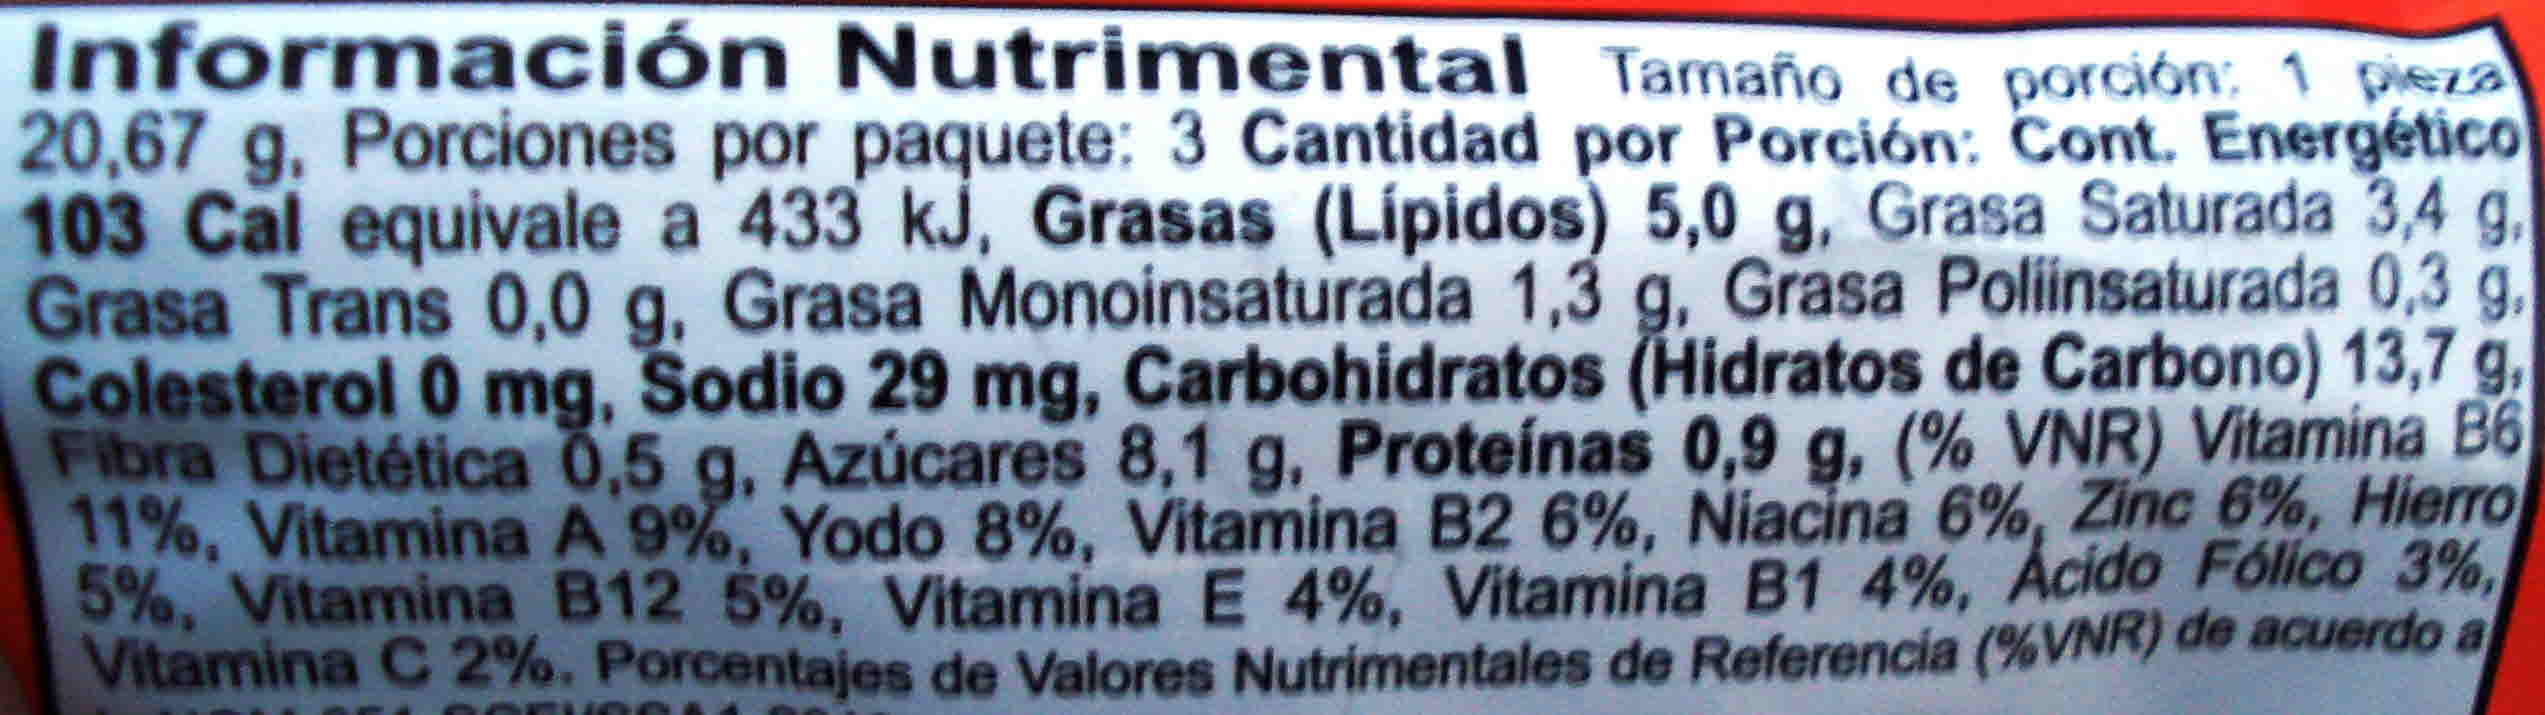 Información Nutrimental Tamaño de porción: 1 pieza
20,67 g, Porciones por paquete: 3 Cantidad por Porción: Cont. Energético
103 Cal equivale a 433 kJ, Grasas (Lípidos) 5,0 g, Grasa Saturada 3,4 g,
Grasa Trans 0,0 g, Grasa Monoinsaturada 1,3 g, Grasa Poliinsaturada 0,3 g,
Colesterol 0 mg, Sodio 29 mg, Carbohidratos (Hidratos de Carbono) 13,7 g,
Fibra Dietética 0,5 g, Azúcares 8,1 g, Proteínas 0,9 g, (% VNR) Vitamina B6
11%, Vitamina A 9%, Yodo 8%, Vitamina B2 6%, Niacina 6%, Zinc 6%, Hierro
5%, Vitamina B12 5%, Vitamina E 4%, Vitamina B1 4%, Ácido Fólico 3%,
Vitamina C 2%. Porcentajes de Valores Nutrimentales de Referencia (%VNR) de acuerdo a